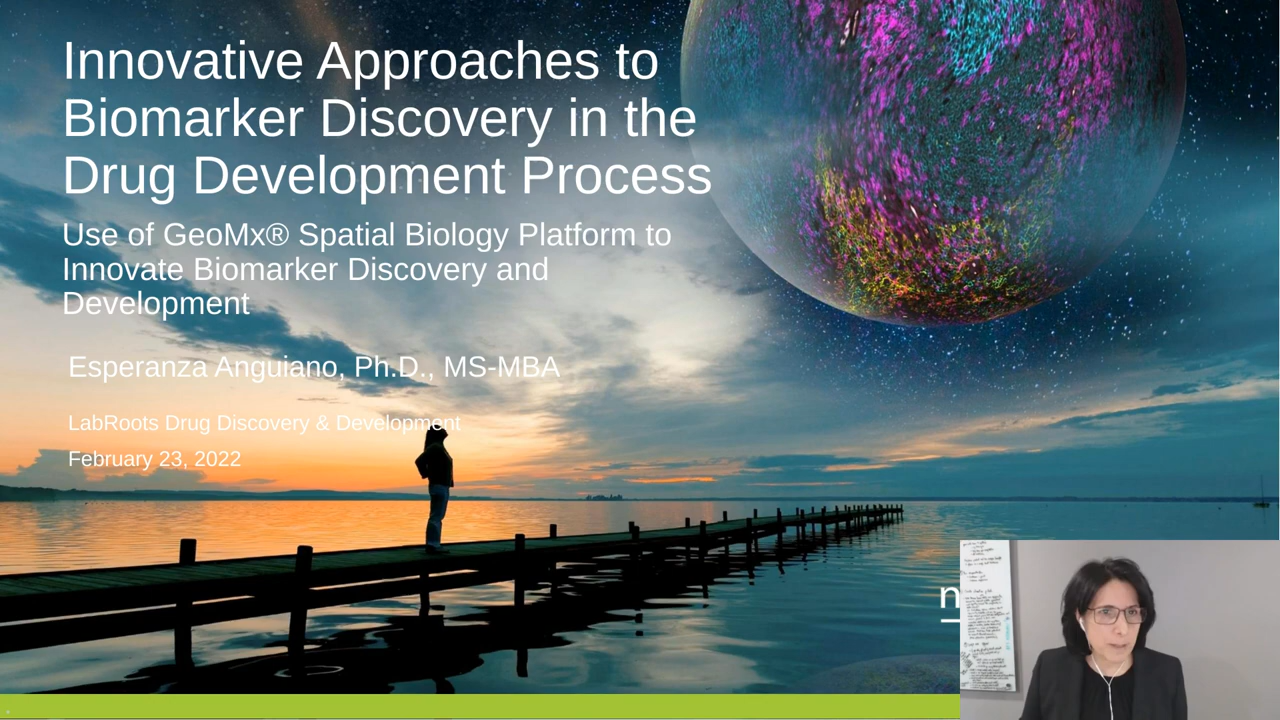 Innovative Approaches to
Biomarker Discovery in the
Drug Development Process
Use of GeoMx® Spatial Biology Platform to
Innovate Biomarker Discovery and
Development
Esperanza Anguiano, Ph.D., MS-MBA
LabRoots Drug Discovery & Development
February 23, 2022
n